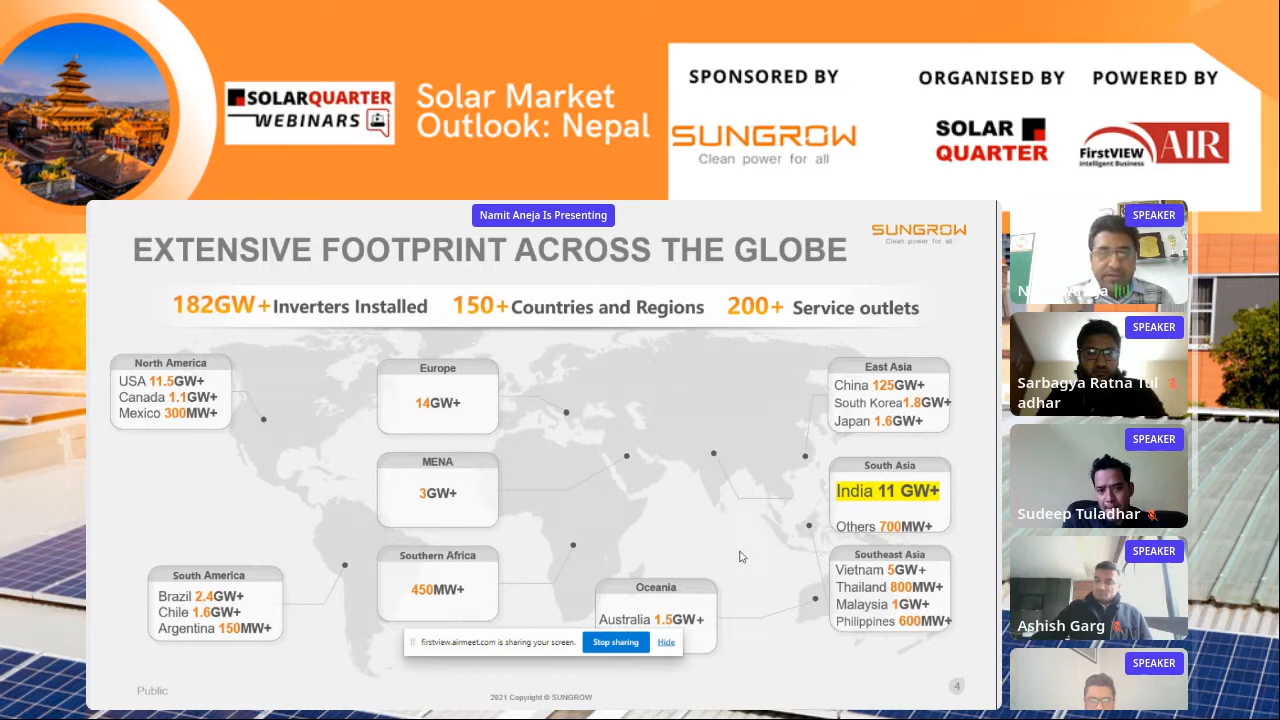 SOLARQUARTER
WEBINARS
Solar Market
Outlook: Nepal
SPONSORED BY
SUNGROW
Clean power for all
ORGANISED BY
SOLAR
QUARTER
POWERED BY
FirstVIEW
Intelligent Business
AIR
Namit Aneja Is Presenting
SUNGROW
Clean power for all
EXTENSIVE FOOTPRINT ACROSS THE GLOBE
182GW+ Inverters Installed 150+ Countries and Regions 200+ Service outlets
North America
USA 11.5GW+
Canada 1.1GW+
Mexico 300MW+
Europe
14GW+
East Asia
China 125GW+
South Korea1.8GW+
Japan 1.6GW+
MENA
3GW+
South Asia
India 11 GW+
Others 700MW+
Southern Africa
450MW+
Southeast Asia
Vietnam 5GW+
Thailand 800MW+
Malaysia 1GW+
Philippines 600MW+
South America
Brazil 2.4GW+
Chile 1.6GW+
Argentina 150MW+
Oceania
Australia 1.5GW+
firstview.airmeet.com is sharing your screen.
Stop sharing
Hide
Public
2021 Copyright © SUNGROW
4
SPEAKER
SPEAKER
Sarbagya Ratna Tul
adhar
SPEAKER
Sudeep Tuladhar
SPEAKER
Ashish Garg
SPEAKER